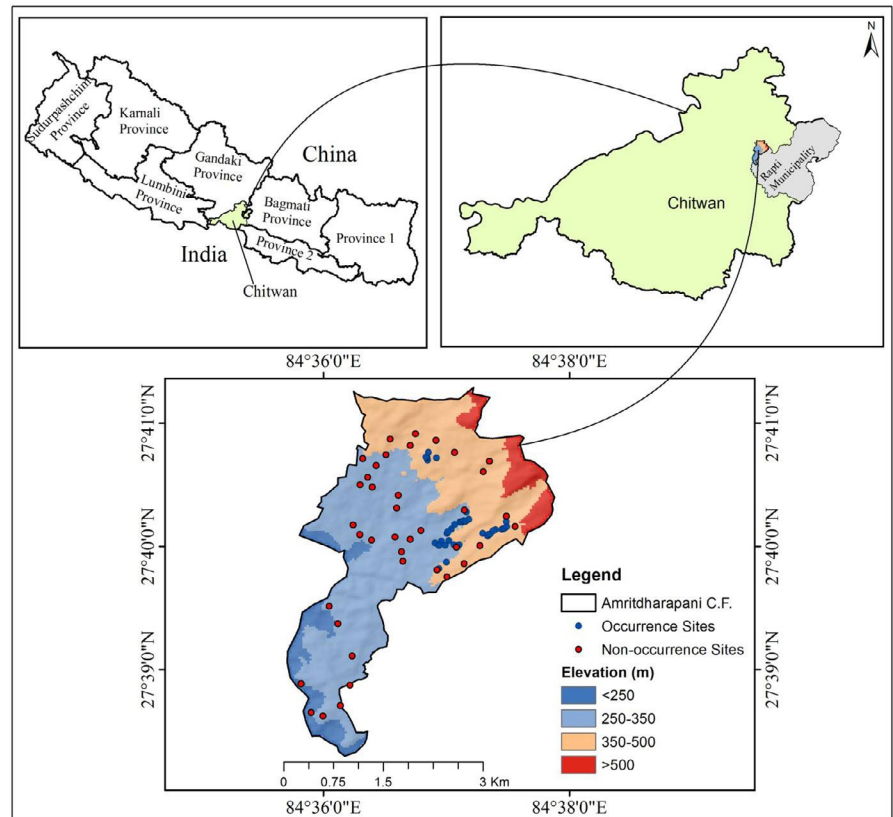 Sudurpashchim
Province
Karnali
Province
Gandaki
Province
China
Lumbini
Province
Bagmati
Province
Province 1
Province 2
India
Chitwan
N
Rapti
Municipality
Chitwan
84°36'0"E
84°38'0"E
27°41'0"N
27°41'0"N
27°40'0"N
27°40'0"N
27°39'0"N
27°39'0"N
Legend
Amritdharapani C.F.
Occurrence Sites
Non-occurrence Sites
Elevation (m)
<250
250-350
350-500
>500
0 0.75 1.5 3 Km
84°36'0"E
84°38'0"E